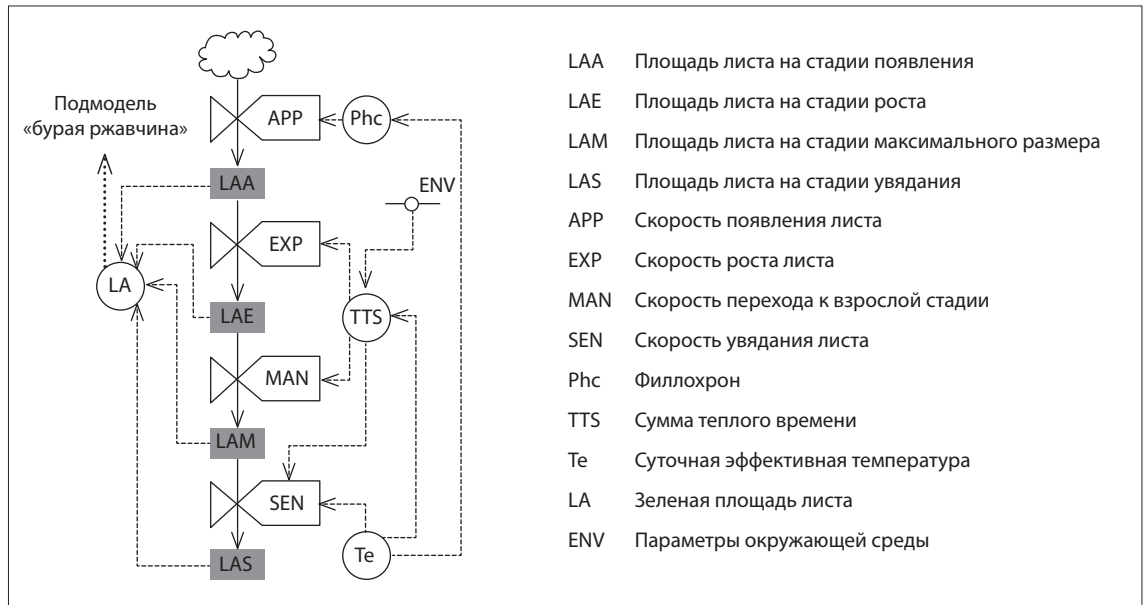 Подмодель
«бурая ржавчина»
APP
Phc
LAA
ENV
EXP
LA
LAE
TTS
MAN
LAM
SEN
Te
LAS
LAA Площадь листа на стадии появления
LAE Площадь листа на стадии роста
LAM Площадь листа на стадии максимального размера
LAS Площадь листа на стадии увядания
APP Скорость появления листа
EXP Скорость роста листа
MAN Скорость перехода к взрослой стадии
SEN Скорость увядания листа
Phc Филлохрон
TTS Сумма теплого времени
Te Суточная эффективная температура
LA Зеленая площадь листа
ENV Параметры окружающей среды